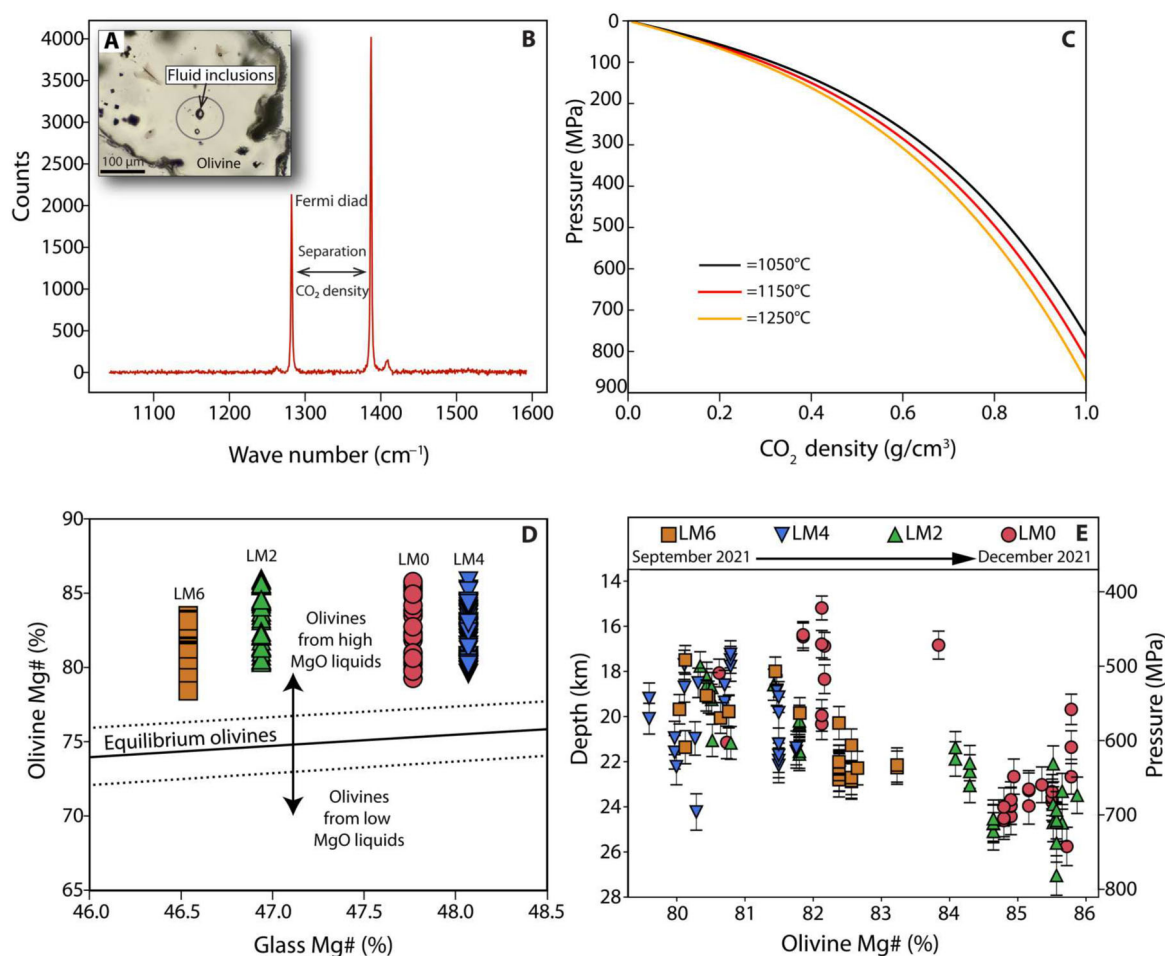 A
Fluid inclusions
100 μm
Olivine
B
4000
3500
3000
2500
2000
1500
1000
500
0
Counts
Fermi diad
Separation
CO₂ density
1100 1200 1300 1400 1500 1600
Wave number (cm⁻¹)
C
0
100
200
300
400
500
600
700
800
900
Pressure (MPa)
=1050°C
=1150°C
=1250°C
0.0 0.2 0.4 0.6 0.8 1.0
CO₂ density (g/cm³)
D
90
85
80
75
70
65
Olivine Mg# (%)
LM6
LM2
LM0
LM4
Olivines
from high
MgO liquids
Equilibrium olivines
Olivines
from low
MgO liquids
46.0 46.5 47.0 47.5 48.0 48.5
Glass Mg# (%)
E
LM6 LM4 LM2 LM0
September 2021 December 2021
14
16
18
20
22
24
26
28
Depth (km)
400
500
600
700
800
Pressure (MPa)
80 81 82 83 84 85 86
Olivine Mg# (%)